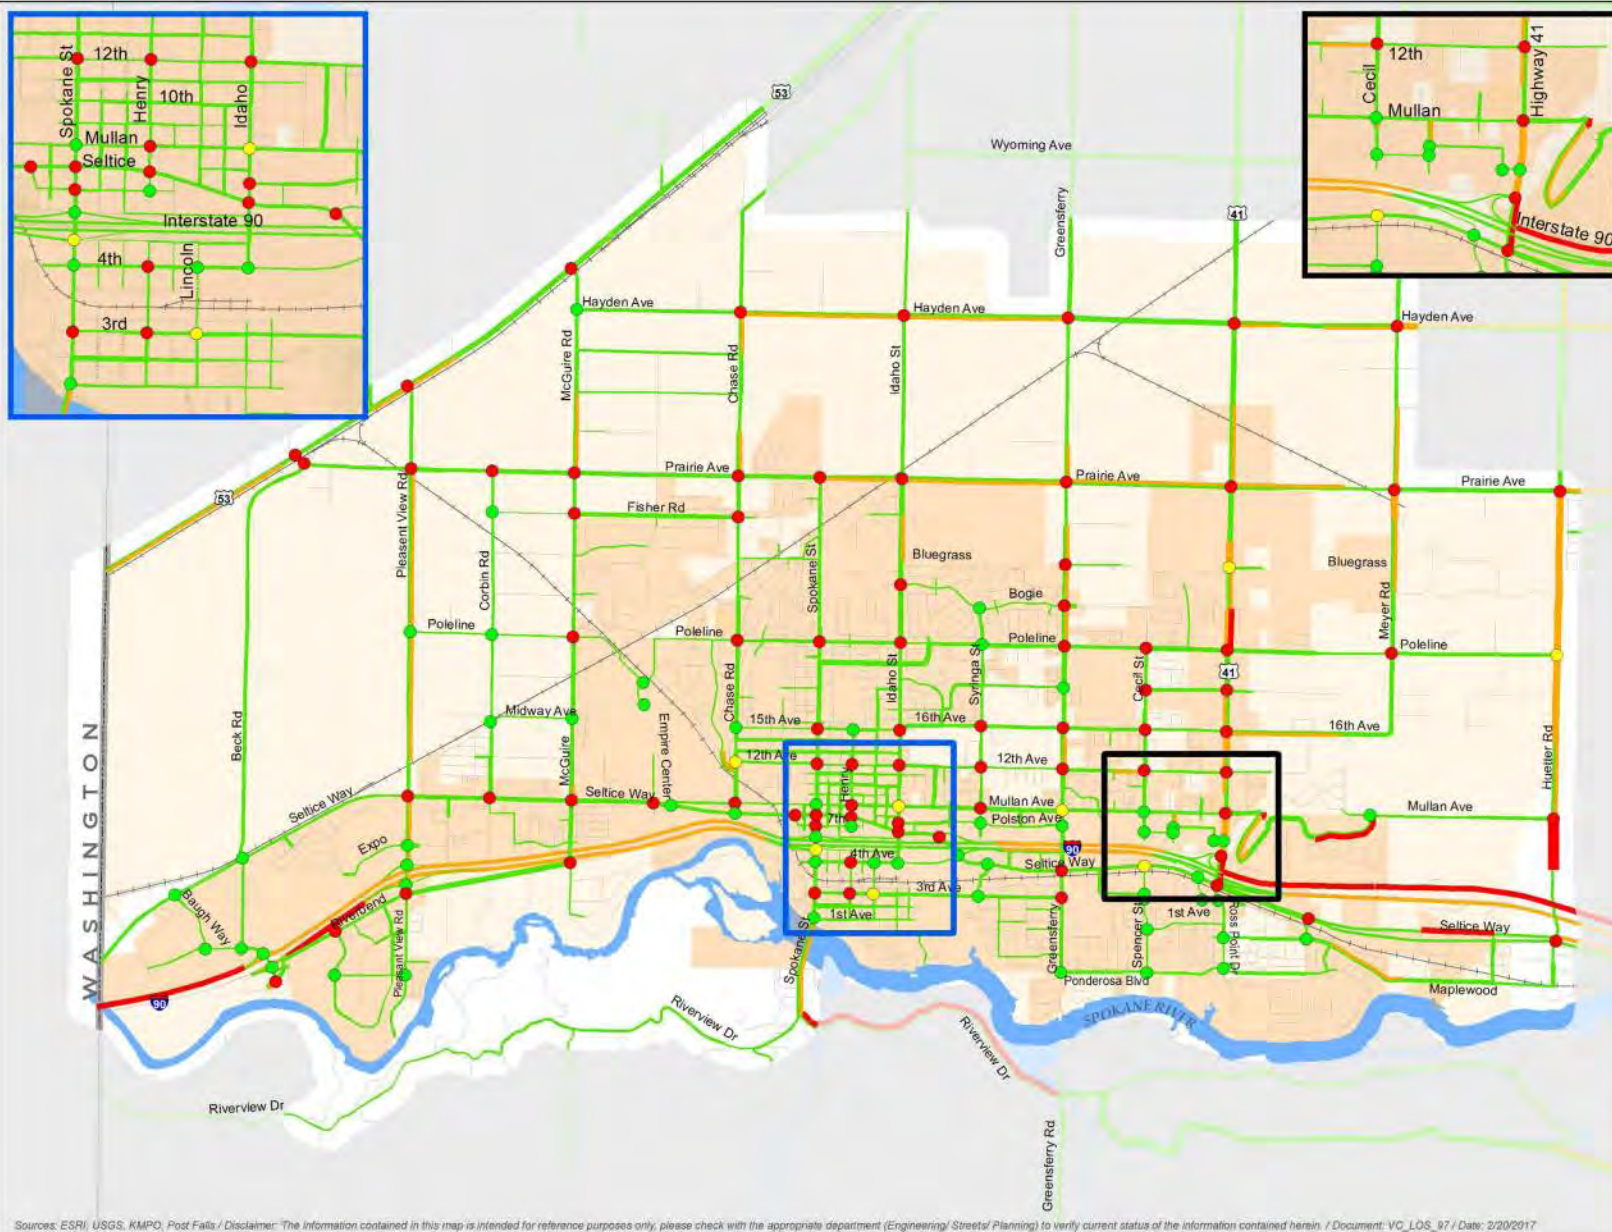 Spokane St
12th
Henry
10th
Idaho
Mullan
Seltice
Interstate 90
4th
Lincoln
3rd
12th
Cecil
Highway 41
Mullan
Interstate 90
53
Wyoming Ave
Greensferry
41
Hayden Ave
Hayden Ave
Hayden Ave
McGuire Rd
Chase Rd
Idaho St
Prairie Ave
Prairie Ave
Prairie Ave
53
Pleasant View Rd
Fisher Rd
Corbin Rd
Spokane St
Bluegrass
Bluegrass
Bogie
Meyer Rd
Poleline
Poleline
Poleline
Poleline
Syringa St
Cecil St
41
Idaho St
Chase Rd
Beck Rd
Midway Ave
McGuire
Empire Center
15th Ave
16th Ave
16th Ave
12th Ave
12th Ave
Huetter Rd
WASHINGTON
Seltice Way
Seltice Way
Henry
7th
Mullan Ave
Polston Ave
Mullan Ave
Expo
4th Ave
90
Seltice Way
3rd Ave
1st Ave
1st Ave
Baugh Way
Riverbend
Pleasant View Rd
Spokane St
Greensferry
Spencer St
Ross Point Dr
Seltice Way
Ponderosa Blvd
Maplewood
90
Riverview Dr
SPOKANE RIVER
Riverview Dr
Riverview Dr
Greensferry Rd
Sources: ESRI, USGS, KMPO, Post Falls / Disclaimer: 'The information contained in this map is intended for reference purposes only, please check with the appropriate department (Engineering/ Streets/ Planning) to verify current status of the information contained herein. / Document: VC_LOS_97 / Date: 2/20/2017